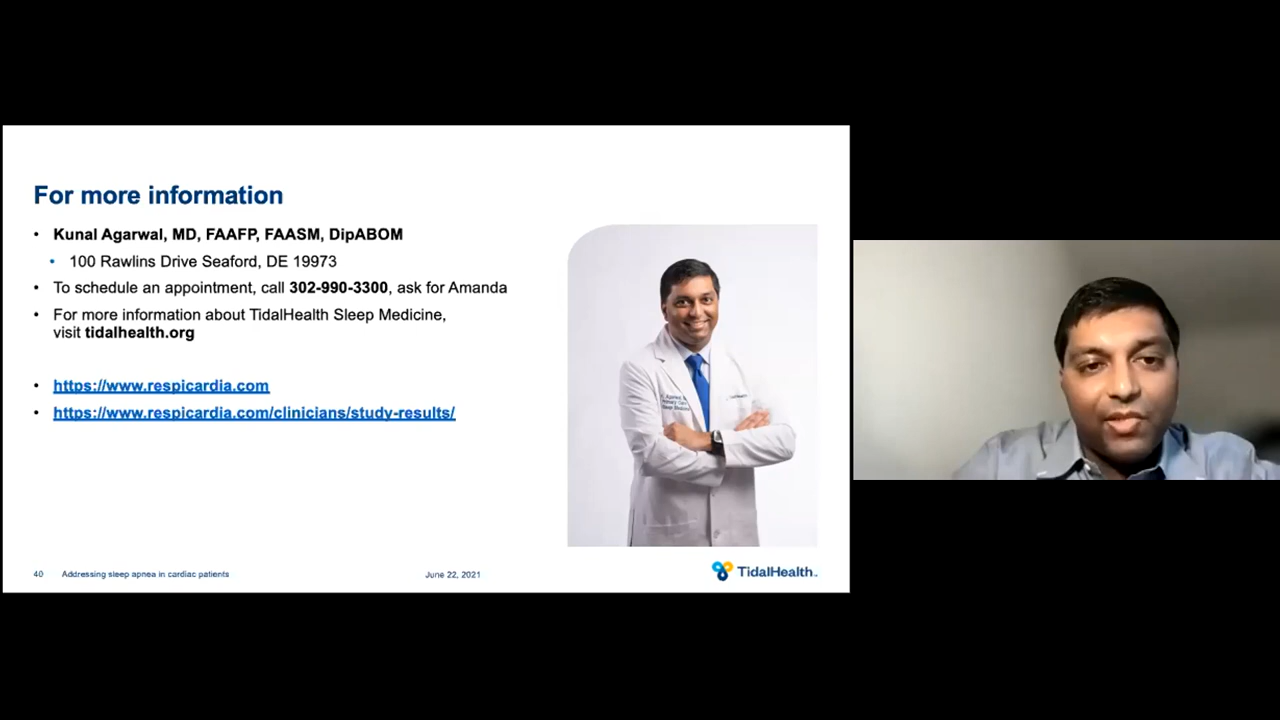 For more information
• Kunal Agarwal, MD, FAAFP, FAASM, DipABOM
• 100 Rawlins Drive Seaford, DE 19973
• To schedule an appointment, call 302-990-3300, ask for Amanda
• For more information about TidalHealth Sleep Medicine,
visit tidalhealth.org
• https://www.respicardia.com
• https://www.respicardia.com/clinicians/study-results/
40 Addressing sleep apnea in cardiac patients June 22, 2021 TidalHealth